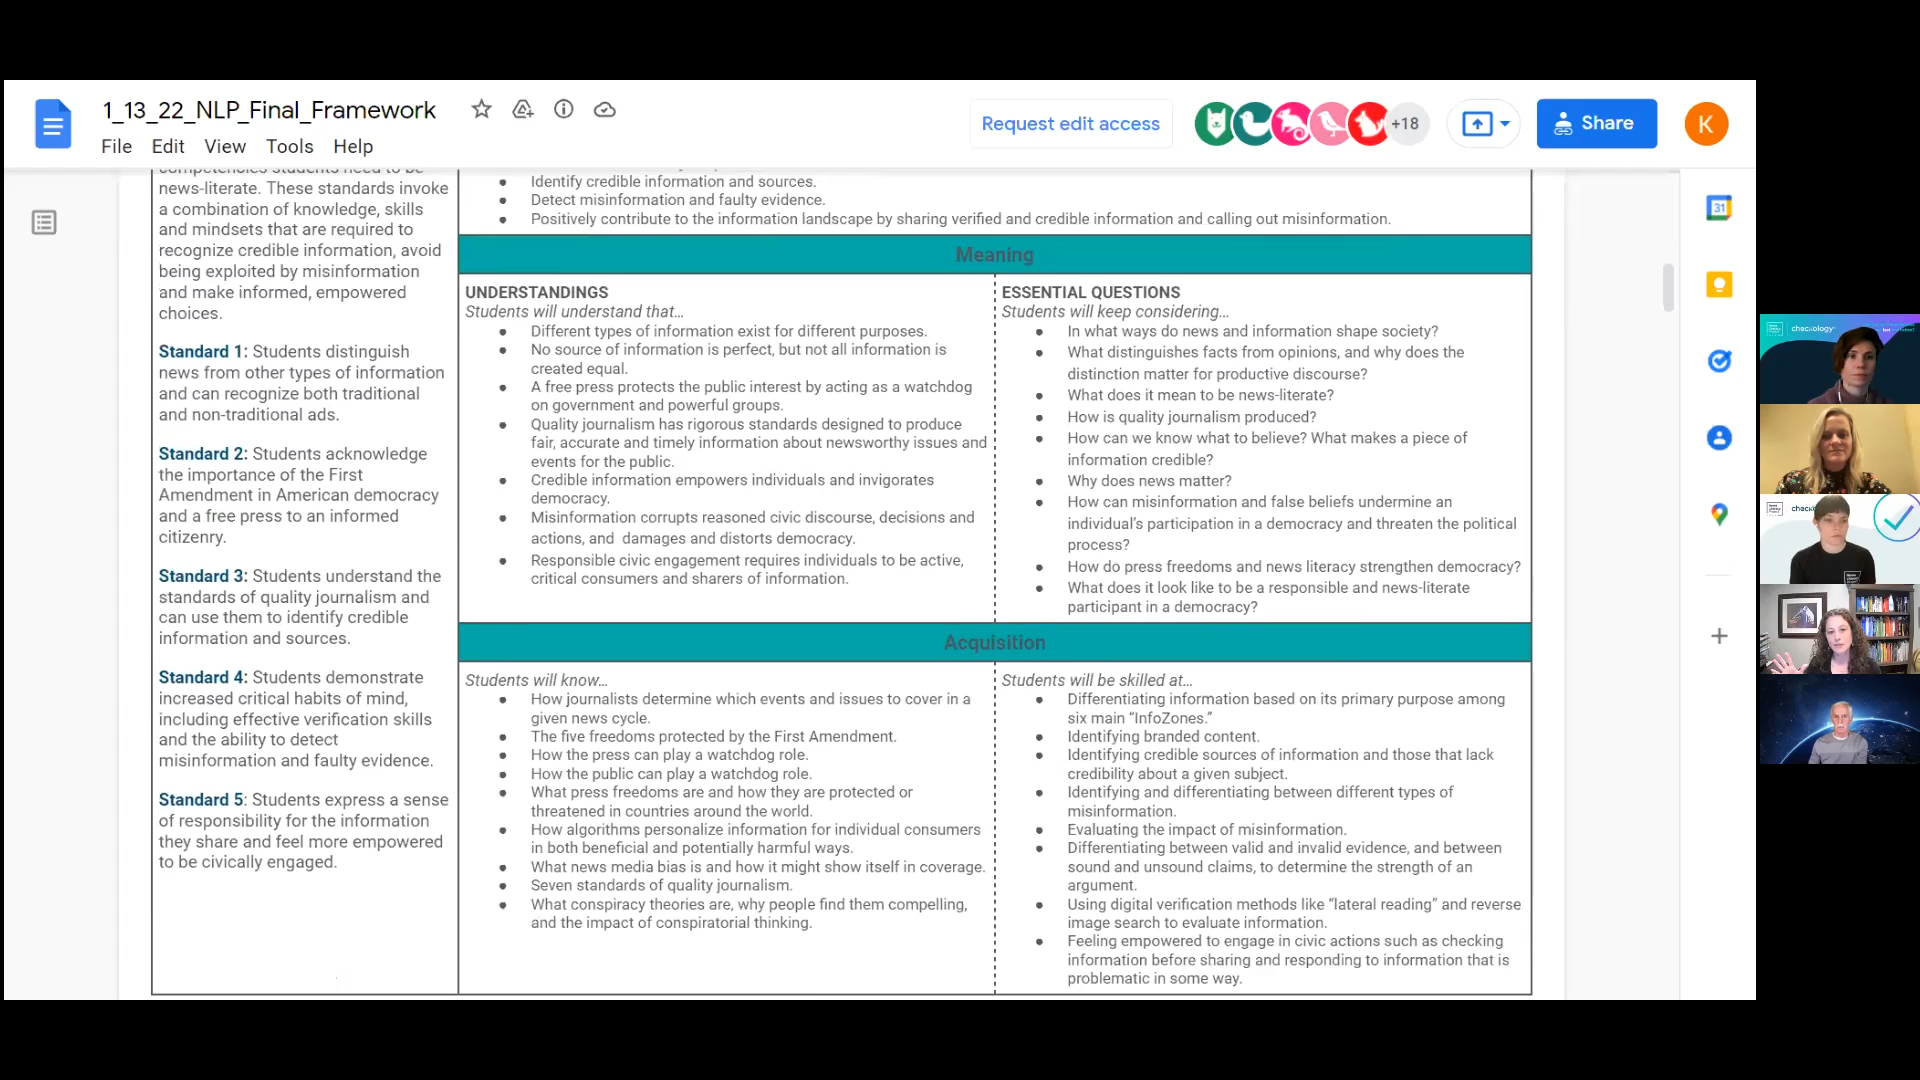 1_13_22_NLP_Final_Framework
File Edit View Tools Help
Request edit access
+18
Share
K
31
competencies students need to be
news-literate. These standards invoke
a combination of knowledge, skills
and mindsets that are required to
recognize credible information, avoid
being exploited by misinformation
and make informed, empowered
choices.
Standard 1: Students distinguish
news from other types of information
and can recognize both traditional
and non-traditional ads.
Standard 2: Students acknowledge
the importance of the First
Amendment in American democracy
and a free press to an informed
citizenry.
Standard 3: Students understand the
standards of quality journalism and
can use them to identify credible
information and sources.
Standard 4: Students demonstrate
increased critical habits of mind,
including effective verification skills
and the ability to detect
misinformation and faulty evidence.
Standard 5: Students express a sense
of responsibility for the information
they share and feel more empowered
to be civically engaged.
Identify credible information and sources.
Detect misinformation and faulty evidence.
Positively contribute to the information landscape by sharing verified and credible information and calling out misinformation.
Meaning
UNDERSTANDINGS
Students will understand that…
Different types of information exist for different purposes.
No source of information is perfect, but not all information is
created equal.
A free press protects the public interest by acting as a watchdog
on government and powerful groups.
Quality journalism has rigorous standards designed to produce
fair, accurate and timely information about newsworthy issues and
events for the public.
Credible information empowers individuals and invigorates
democracy.
Misinformation corrupts reasoned civic discourse, decisions and
actions, and damages and distorts democracy.
Responsible civic engagement requires individuals to be active,
critical consumers and sharers of information.
ESSENTIAL QUESTIONS
Students will keep considering…
In what ways do news and information shape society?
What distinguishes facts from opinions, and why does the
distinction matter for productive discourse?
What does it mean to be news-literate?
How is quality journalism produced?
How can we know what to believe? What makes a piece of
information credible?
Why does news matter?
How can misinformation and false beliefs undermine an
individual's participation in a democracy and threaten the political
process?
How do press freedoms and news literacy strengthen democracy?
What does it look like to be a responsible and news-literate
participant in a democracy?
Acquisition
Students will know…
How journalists determine which events and issues to cover in a
given news cycle.
The five freedoms protected by the First Amendment.
How the press can play a watchdog role.
How the public can play a watchdog role.
What press freedoms are and how they are protected or
threatened in countries around the world.
How algorithms personalize information for individual consumers
in both beneficial and potentially harmful ways.
What news media bias is and how it might show itself in coverage.
Seven standards of quality journalism.
What conspiracy theories are, why people find them compelling,
and the impact of conspiratorial thinking.
Students will be skilled at…
Differentiating information based on its primary purpose among
six main “InfoZones.”
Identifying branded content.
Identifying credible sources of information and those that lack
credibility about a given subject.
Identifying and differentiating between different types of
misinformation.
Evaluating the impact of misinformation.
Differentiating between valid and invalid evidence, and between
sound and unsound claims, to determine the strength of an
argument.
Using digital verification methods like “lateral reading” and reverse
image search to evaluate information.
Feeling empowered to engage in civic actions such as checking
information before sharing and responding to information that is
problematic in some way.
checkology